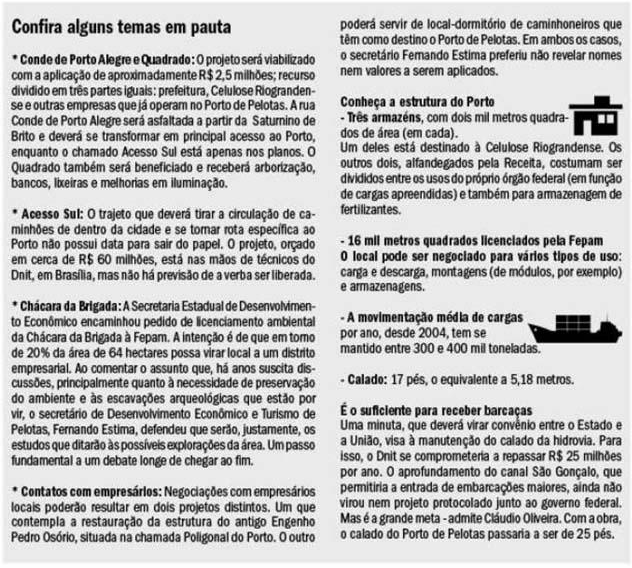 Confira alguns temas em pauta
* Conde de Porto Alegre e Quadrado: O projeto será viabilizado
com a aplicação de aproximadamente R$ 2,5 milhões; recurso
dividido em três partes iguais: prefeitura, Celulose Riogranden-
se e outras empresas que já operam no Porto de Pelotas. A rua
Conde de Porto Alegre será asfaltada a partir da Saturnino de
Brito e deverá se transformar em principal acesso ao Porto,
enquanto o chamado Acesso Sul está apenas nos planos. O
Quadrado também será beneficiado e receberá arborização,
bancos, lixeiras e melhorias em iluminação.
* Acesso Sul: O trajeto que deverá tirar a circulação de ca-
minhões de dentro da cidade e se tornar rota específica ao
Porto não possui data para sair do papel. O projeto, orçado
em cerca de R$ 60 milhões, está nas mãos de técnicos do
Dnit, em Brasília, mas não há previsão de a verba ser liberada.
* Chácara da Brigada: A Secretaria Estadual de Desenvolvimen-
to Econômico encaminhou pedido de licenciamento ambiental
da Chácara da Brigada à Fepam. A intenção é de que em torno
de 20% da área de 64 hectares possa virar local a um distrito
empresarial. Ao comentar o assunto que, há anos suscita dis-
cussões, principalmente quanto à necessidade de preservação
do ambiente e às escavações arqueológicas que estão por
vir, o secretário de Desenvolvimento Econômico e Turismo de
Pelotas, Fernando Estima, defendeu que serão, justamente, os
estudos que ditarão às possíveis explorações da área. Um passo
fundamental a um debate longe de chegar ao fim.
* Contatos com empresários: Negociações com empresários
locais poderão resultar em dois projetos distintos. Um que
contempla a restauração da estrutura do antigo Engenho
Pedro Osório, situada na chamada Poligonal do Porto. O outro
poderá servir de local-dormitório de caminhoneiros que
têm como destino o Porto de Pelotas. Em ambos os casos,
o secretário Fernando Estima preferiu não revelar nomes
nem valores a serem aplicados.
Conheça a estrutura do Porto
- Três armazéns, com dois mil metros quadra-
dos de área (em cada).
Um deles está destinado à Celulose Riograndense. Os
outros dois, alfandegados pela Receita, costumam ser
divididos entre os usos do próprio órgão federal (em função
de cargas apreendidas) e também para armazenagem de
fertilizantes.
- 16 mil metros quadrados licenciados pela Fepam
O local pode ser negociado para vários tipos de uso:
carga e descarga, montagens (de módulos, por exemplo)
e armazenagens.
- A movimentação média de cargas
por ano, desde 2004, tem se
mantido entre 300 e 400 mil toneladas.
- Calado: 17 pés, o equivalente a 5,18 metros.
É o suficiente para receber barcaças
Uma minuta, que deverá virar convênio entre o Estado e
a União, visa à manutenção do calado da hidrovia. Para
isso, o Dnit se comprometeria a repassar R$ 25 milhões
por ano. O aprofundamento do canal São Gonçalo, que
permitiria a entrada de embarcações maiores, ainda não
virou nem projeto protocolado junto ao governo federal.
Mas é a grande meta - admite Cláudio Oliveira. Com a obra,
o calado do Porto de Pelotas passaria a ser de 25 pés.